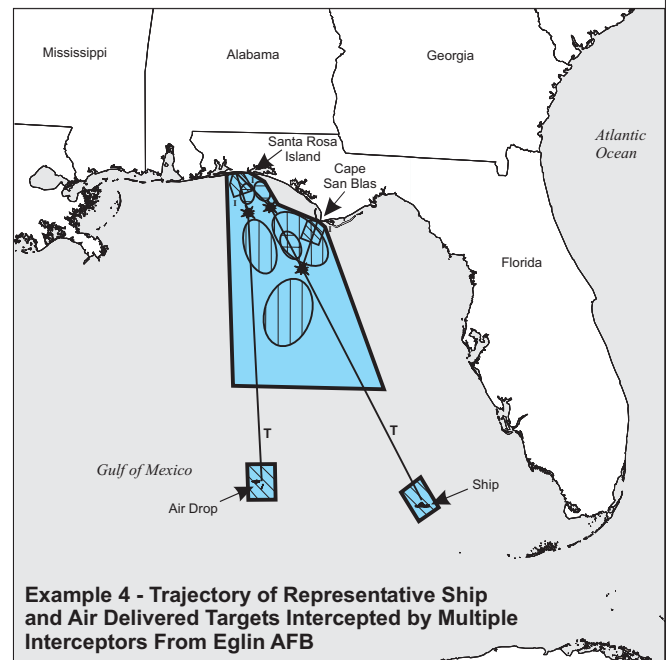 Mississippi
Alabama
Georgia
Atlantic
Ocean
Santa Rosa
Island
Cape
San Blas
I
I
Florida
T
T
Gulf of Mexico
Air Drop
Ship
Example 4 - Trajectory of Representative Ship
and Air Delivered Targets Intercepted by Multiple
Interceptors From Eglin AFB